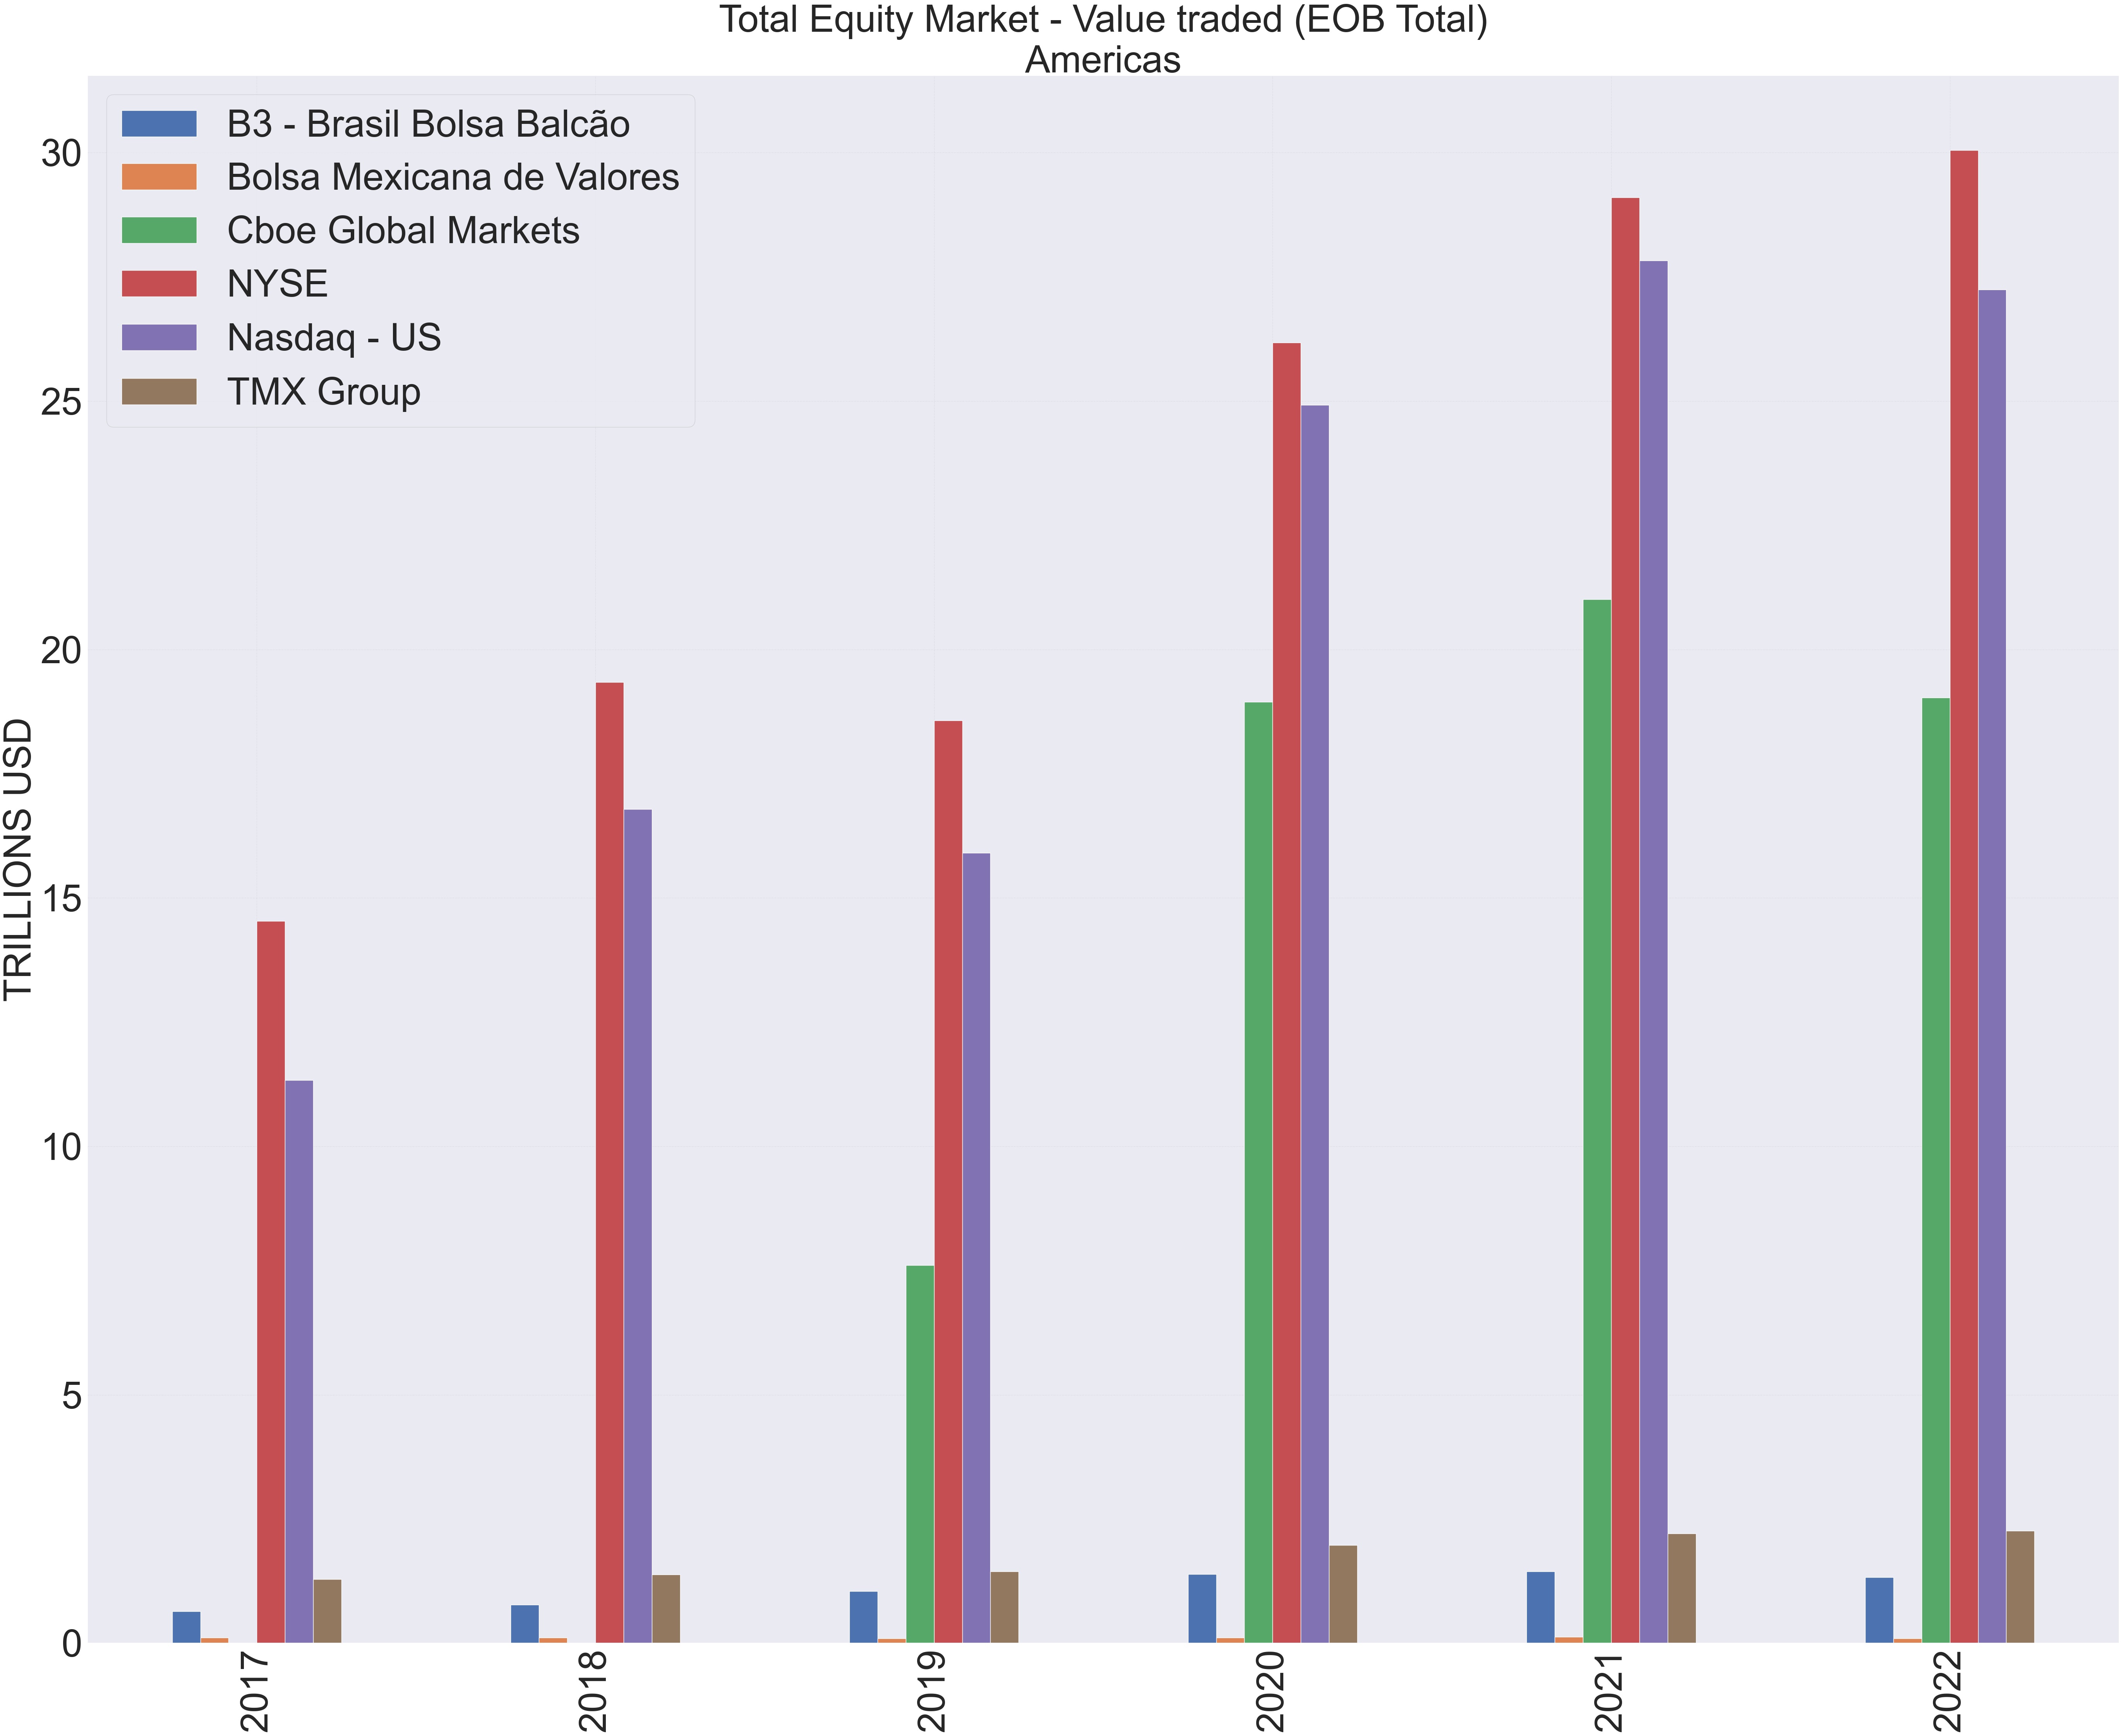 Total Equity Market - Value traded (EOB Total)
Americas
B3 - Brasil Bolsa Balcão
Bolsa Mexicana de Valores
Cboe Global Markets
NYSE
Nasdaq - US
TMX Group
TRILLIONS USD
30
25
20
15
10
5
0
2017
2018
2019
2020
2021
2022